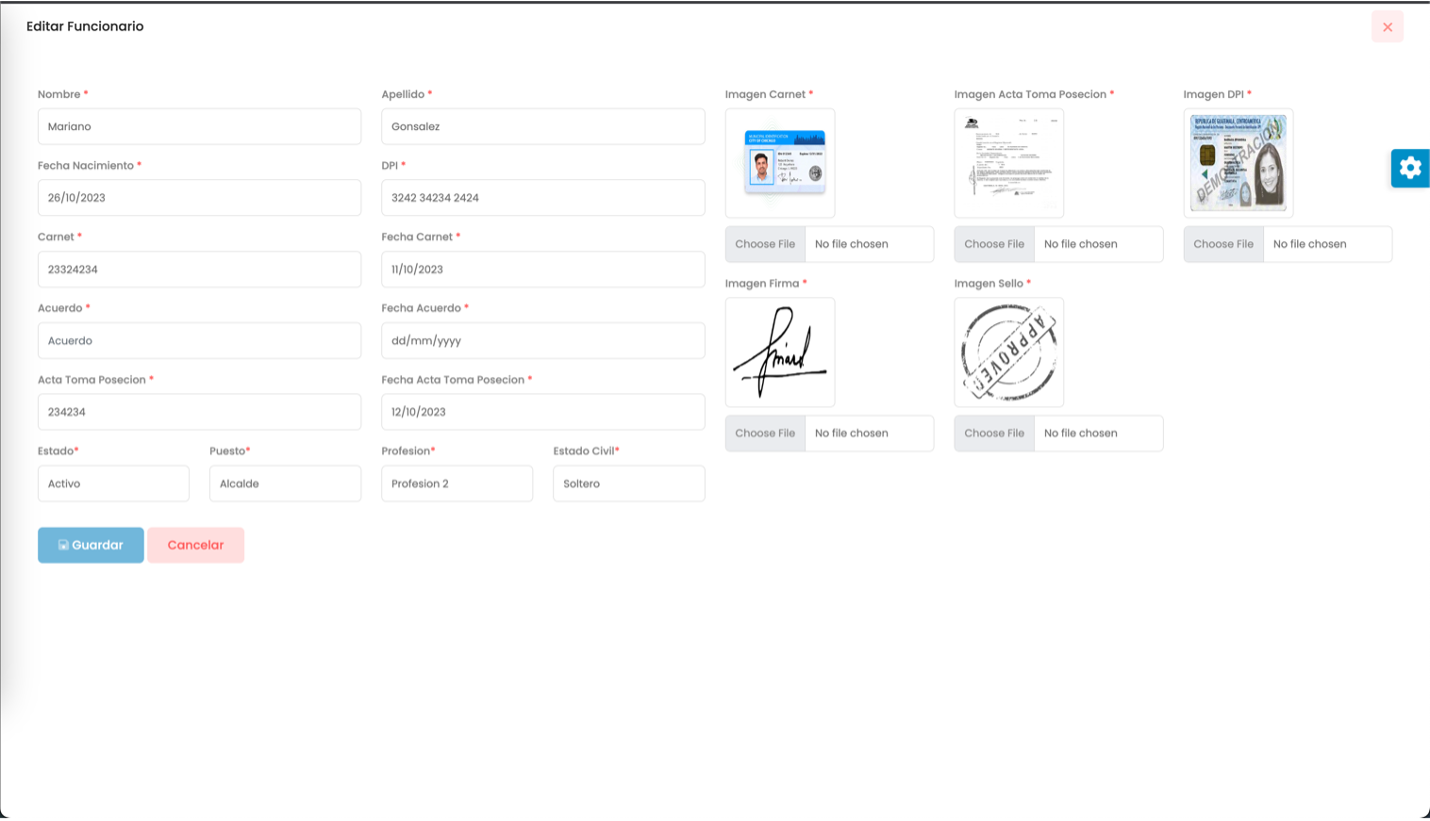 Editar Funcionario
Nombre *
Mariano
Apellido *
Gonsalez
Fecha Nacimiento *
26/10/2023
DPI *
3242 34234 2424
Carnet *
23324234
Fecha Carnet *
11/10/2023
Acuerdo *
Acuerdo
Fecha Acuerdo *
dd/mm/yyyy
Acta Toma Posecion *
234234
Fecha Acta Toma Posecion *
12/10/2023
Estado*
Activo
Puesto*
Alcalde
Profesion*
Profesion 2
Estado Civil*
Soltero
Guardar
Cancelar
Imagen Carnet *
Choose File No file chosen
Imagen Acta Toma Posecion *
Choose File No file chosen
Imagen DPI *
REPUBLICA DE GUATEMALA, CENTROAMERICA
DEMOSTRACION
Choose File No file chosen
Imagen Firma *
Choose File No file chosen
Imagen Sello *
APPROVED
Choose File No file chosen